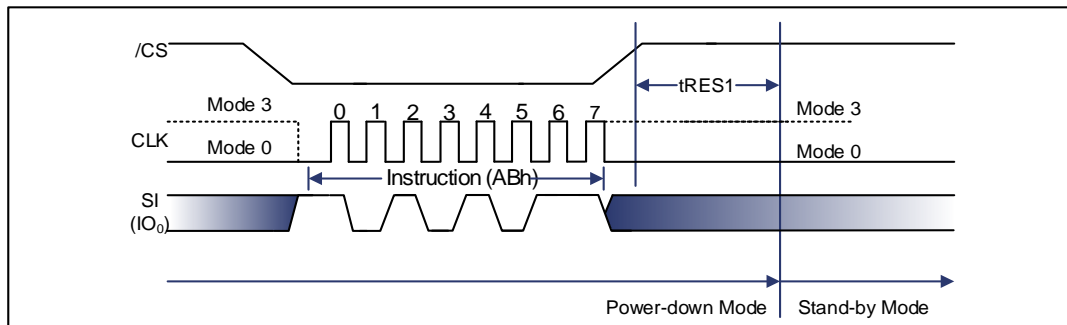 /CS
tRES1
Mode 3
0 1 2 3 4 5 6 7
Mode 3
CLK
Mode 0
Mode 0
Instruction (ABh)
SI
(IO₀)
Power-down Mode
Stand-by Mode